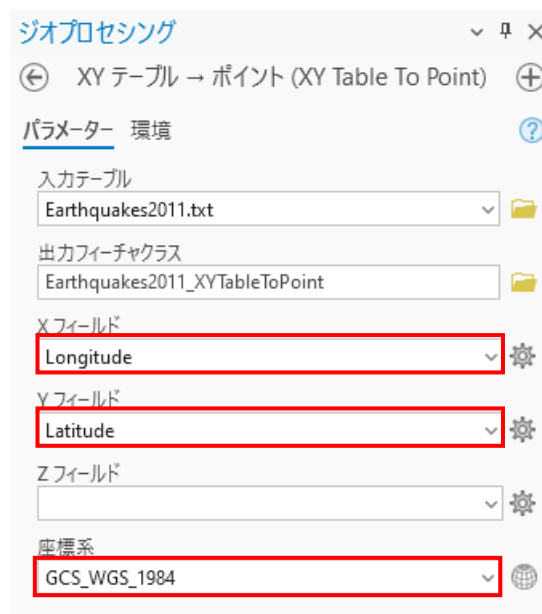 ジオプロセシング
XY テーブル → ポイント (XY Table To Point)
パラメーター 環境
入力テーブル
Earthquakes2011.txt
出力フィーチャクラス
Earthquakes2011_XYTableToPoint
X フィールド
Longitude
Y フィールド
Latitude
Z フィールド
座標系
GCS_WGS_1984